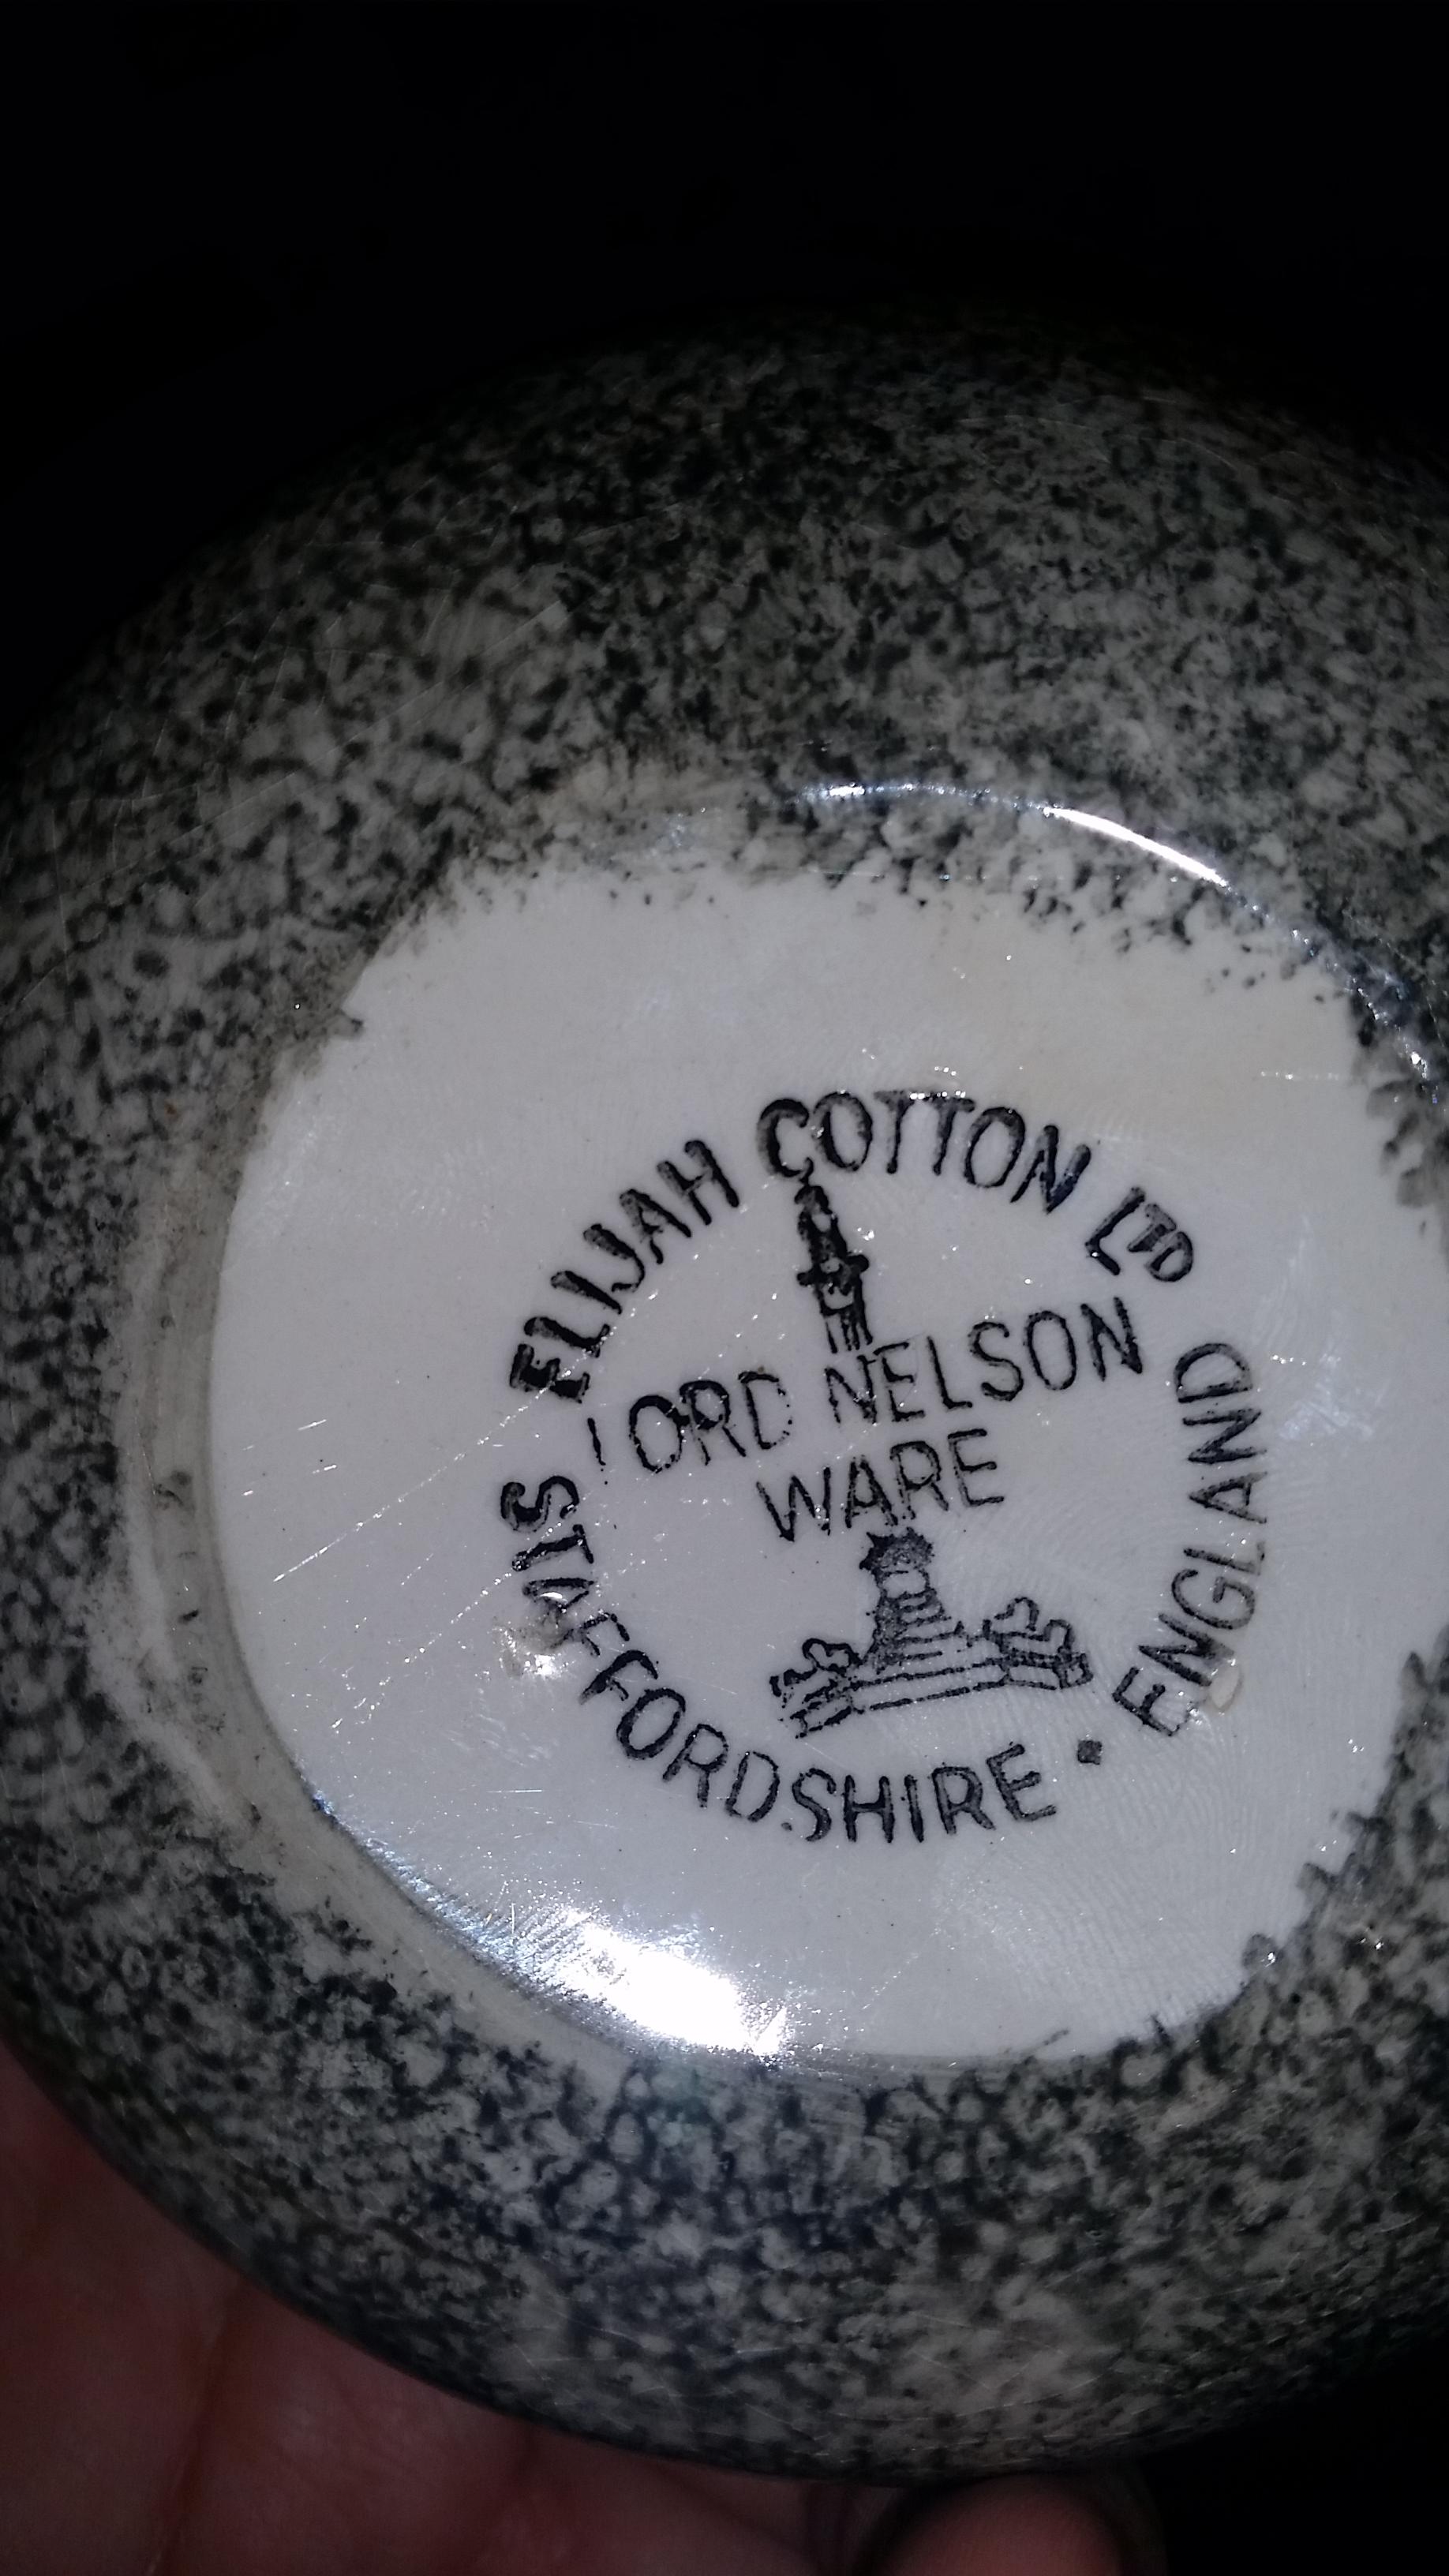 ELIJAH COTTON LTD
LORD NELSON
WARE
STAFFORDSHIRE • ENGLAND